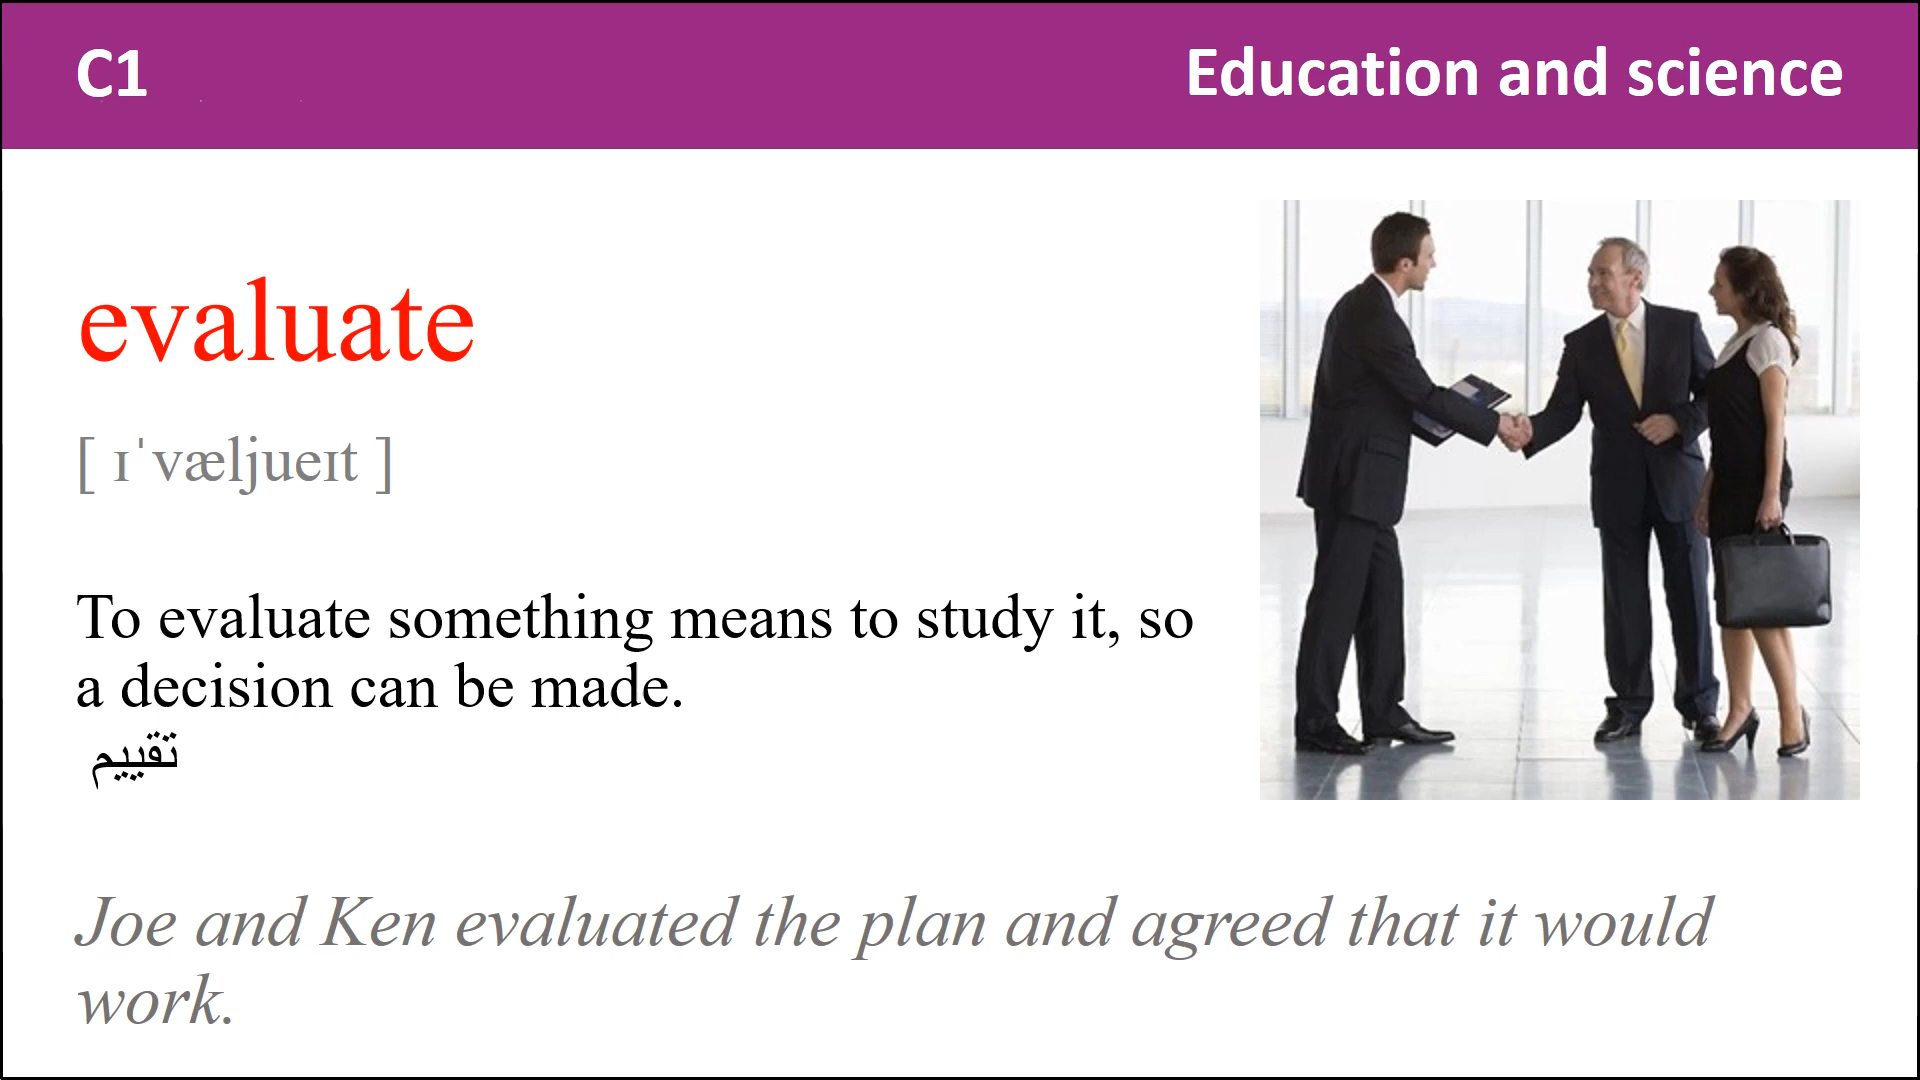 C1
Education and science
evaluate
[ ɪˈvæljueɪt ]
To evaluate something means to study it, so
a decision can be made.
تقييم
Joe and Ken evaluated the plan and agreed that it would
work.